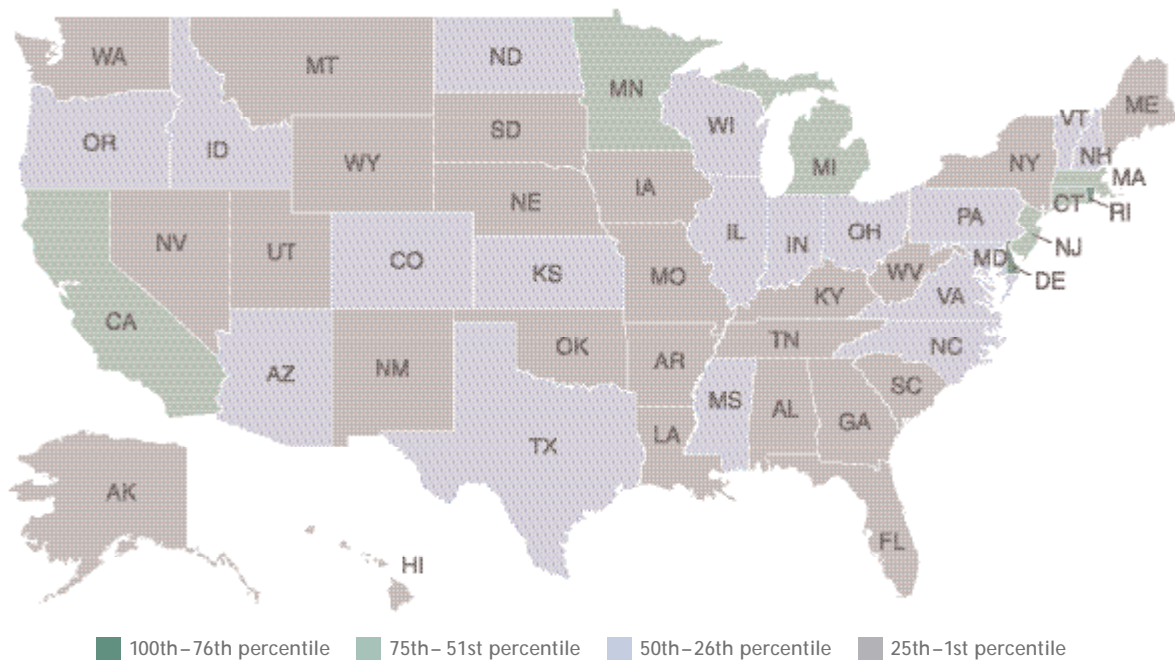 WA
MT
ND
MN
ME
OR
ID
WY
SD
WI
VT
NH
NY
MA
MI
IA
NE
CT
RI
NV
UT
CO
KS
IL
IN
OH
PA
NJ
MD
DE
MO
WV
KY
VA
CA
OK
AR
TN
NC
AZ
NM
MS
AL
SC
GA
TX
LA
AK
HI
FL
100th–76th percentile
75th–51st percentile
50th–26th percentile
25th–1st percentile